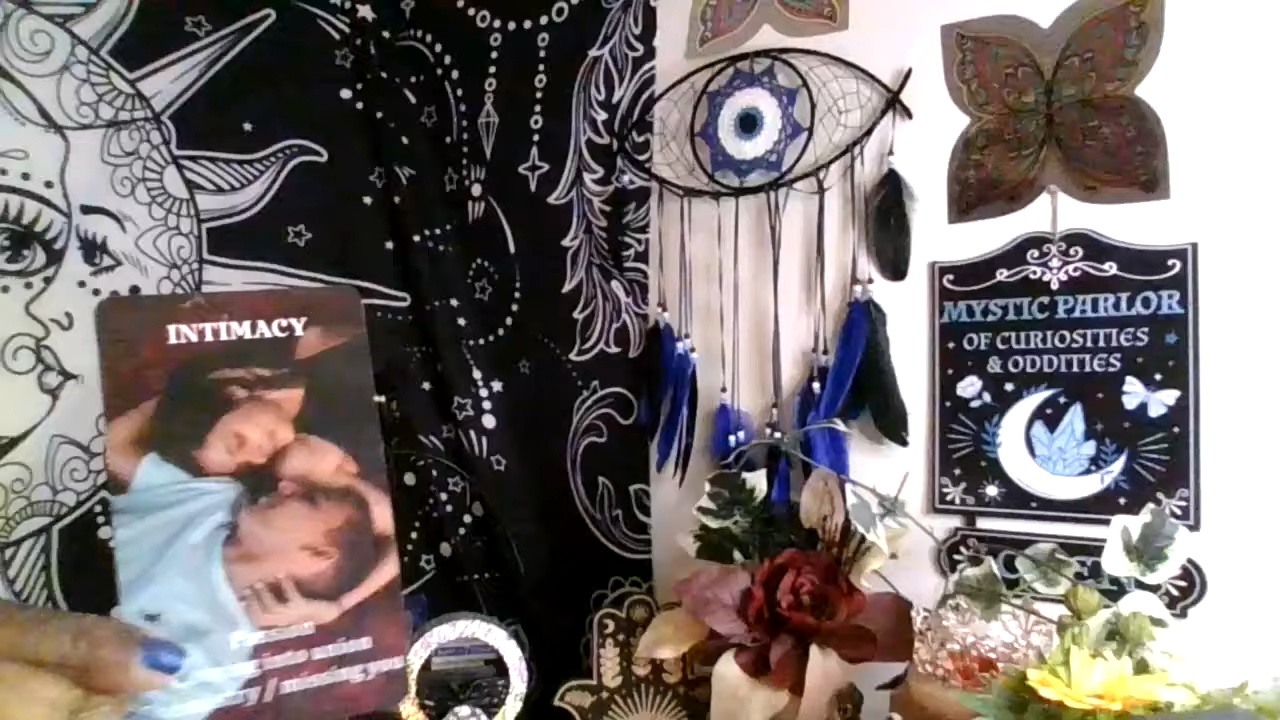 INTIMACY
Passion
into union
/ missing you
MYSTIC PARLOR
OF CURIOSITIES
& ODDITIES